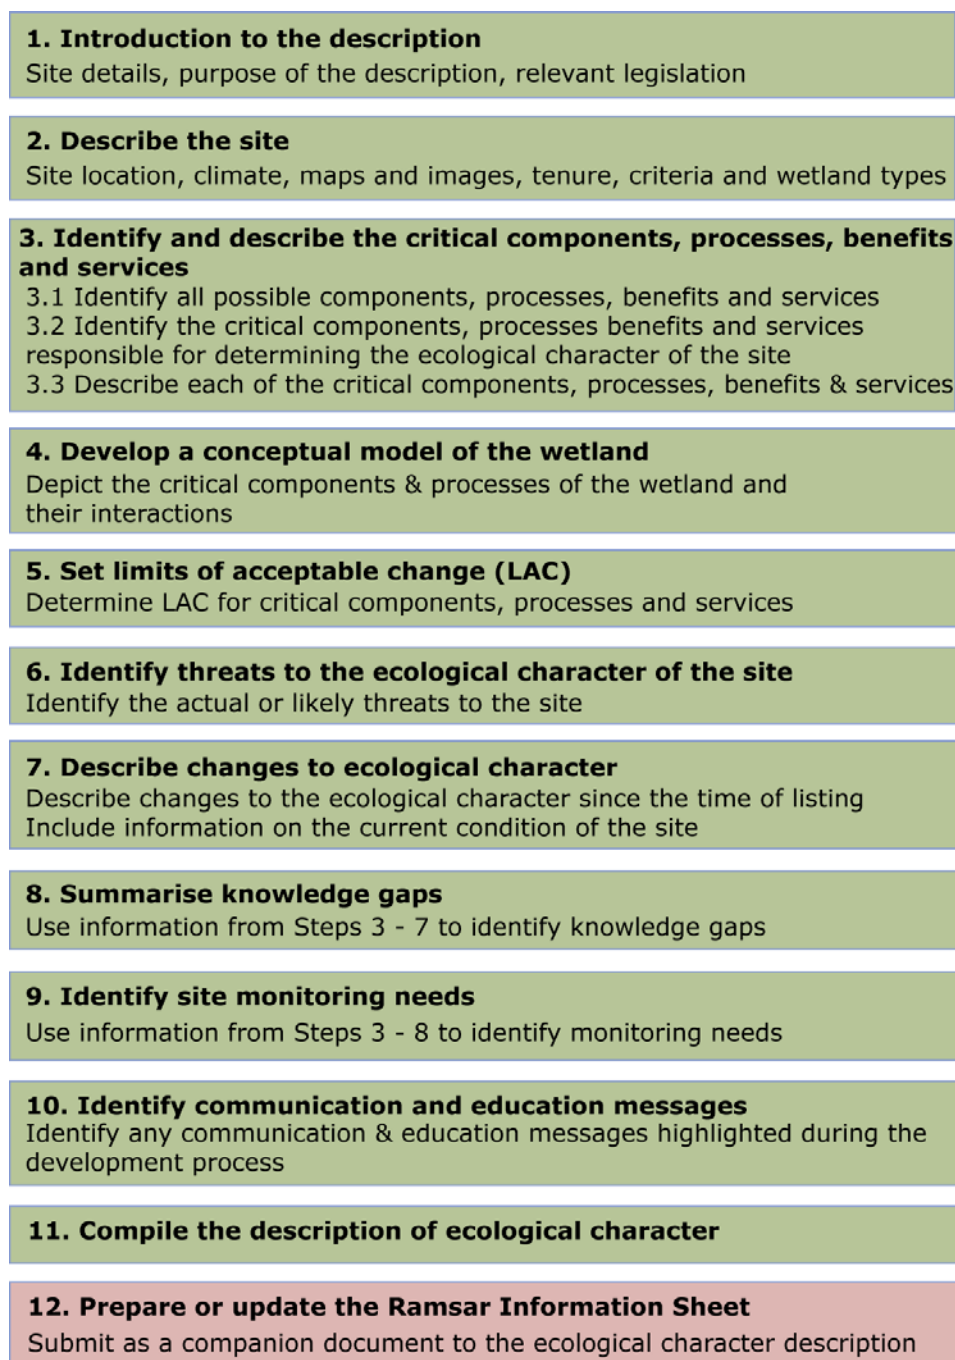 1. Introduction to the description
Site details, purpose of the description, relevant legislation
2. Describe the site
Site location, climate, maps and images, tenure, criteria and wetland types
3. Identify and describe the critical components, processes, benefits
and services
3.1 Identify all possible components, processes, benefits and services
3.2 Identify the critical components, processes benefits and services
responsible for determining the ecological character of the site
3.3 Describe each of the critical components, processes, benefits & services
4. Develop a conceptual model of the wetland
Depict the critical components & processes of the wetland and
their interactions
5. Set limits of acceptable change (LAC)
Determine LAC for critical components, processes and services
6. Identify threats to the ecological character of the site
Identify the actual or likely threats to the site
7. Describe changes to ecological character
Describe changes to the ecological character since the time of listing
Include information on the current condition of the site
8. Summarise knowledge gaps
Use information from Steps 3 - 7 to identify knowledge gaps
9. Identify site monitoring needs
Use information from Steps 3 - 8 to identify monitoring needs
10. Identify communication and education messages
Identify any communication & education messages highlighted during the
development process
11. Compile the description of ecological character
12. Prepare or update the Ramsar Information Sheet
Submit as a companion document to the ecological character description